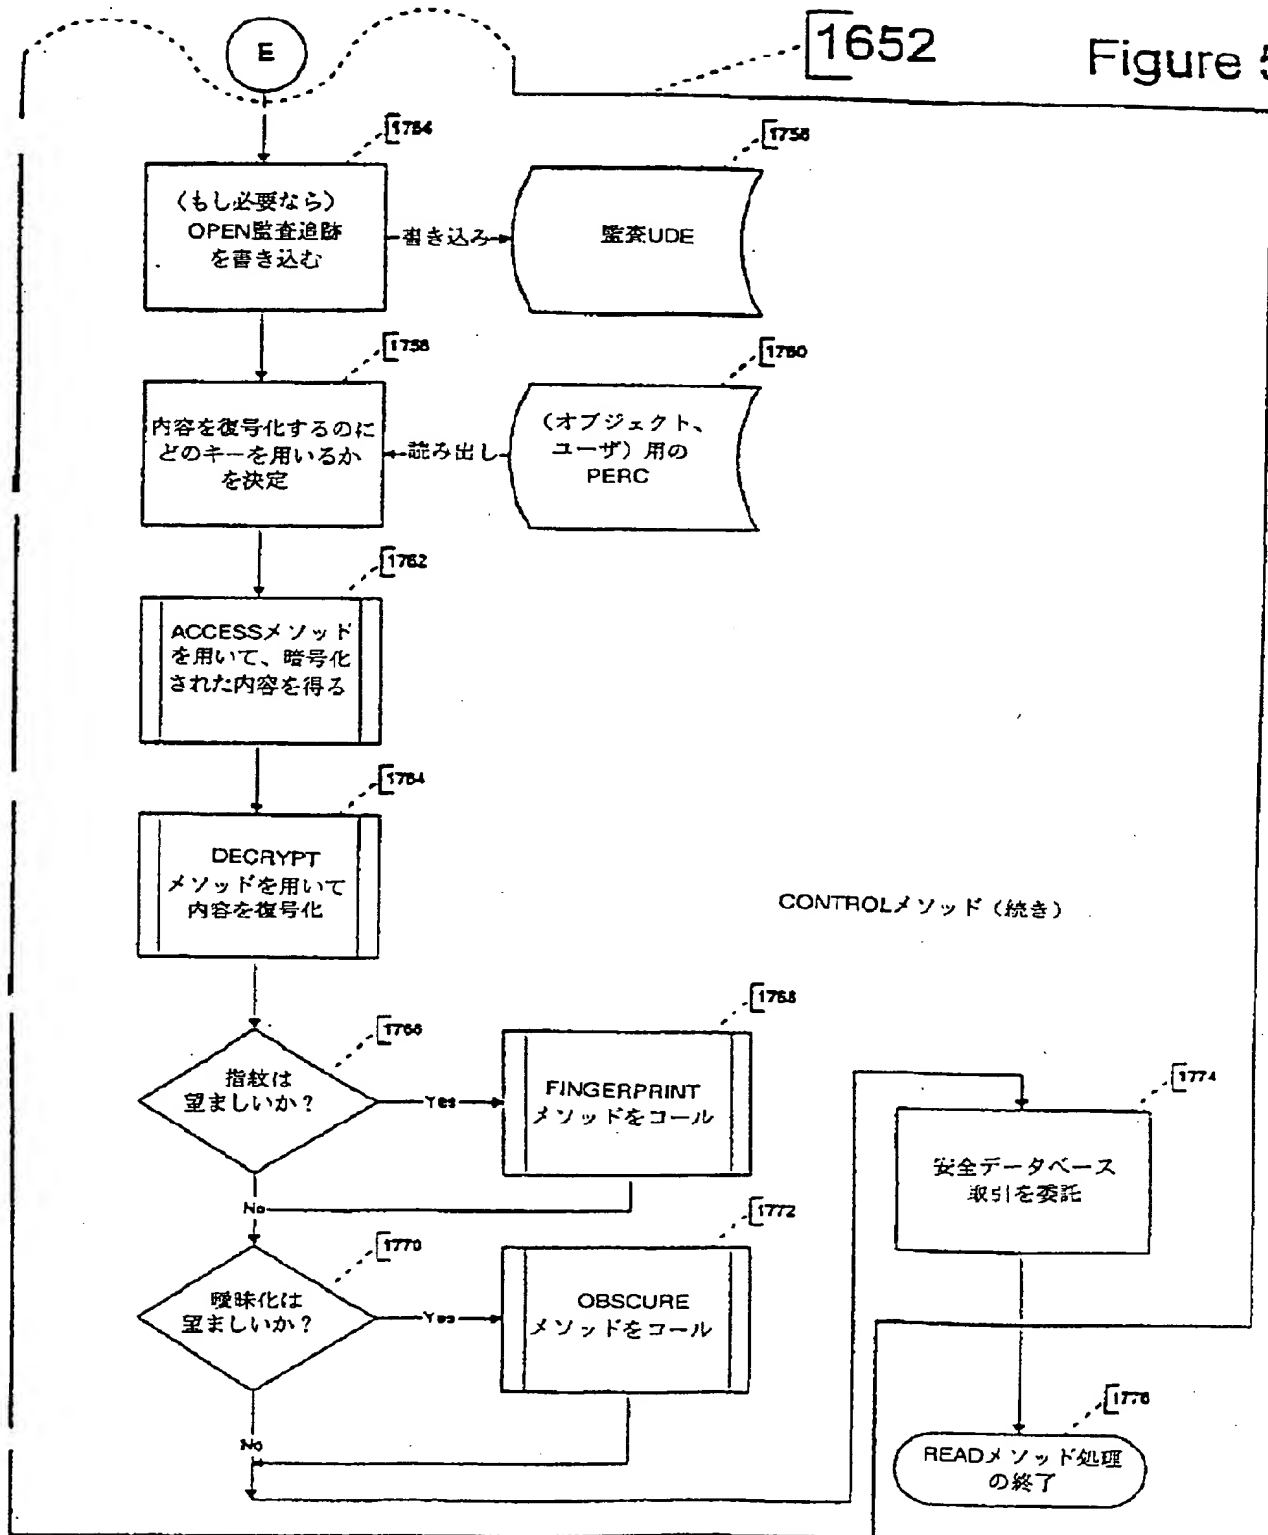 E
1652
Figure 5
1754
(もし必要なら)
OPEN監査追跡
を書き込む
書き込み
1756
監査UDE
1758
内容を復号化するのに
どのキーを用いるか
を決定
読み出し
1760
(オブジェクト、
ユーザ)用の
PERC
1762
ACCESSメソッド
を用いて、暗号化
された内容を得る
1764
DECRYPT
メソッドを用いて
内容を復号化
CONTROLメソッド(続き)
1766
指紋は
望ましいか?
Yes
1768
FINGERPRINT
メソッドをコール
No
1770
曖昧化は
望ましいか?
Yes
1772
OBSCURE
メソッドをコール
No
1774
安全データベース
取引を委託
1776
READメソッド処理
の終了